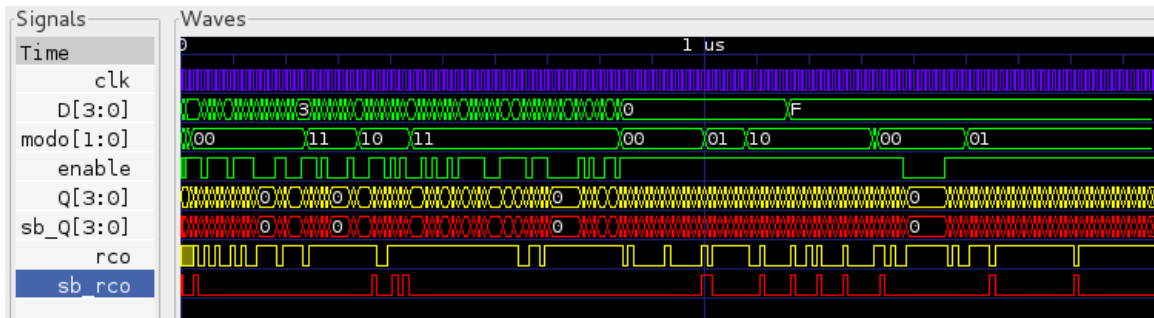 Signals Waves
Time 0 1 us
clk
D[3:0] 3 0 F
modo[1:0] 00 11 10 11 00 01 10 00 01
enable
Q[3:0] 0 0 0 0
sb_Q[3:0] 0 0 0 0
rco
sb_rco